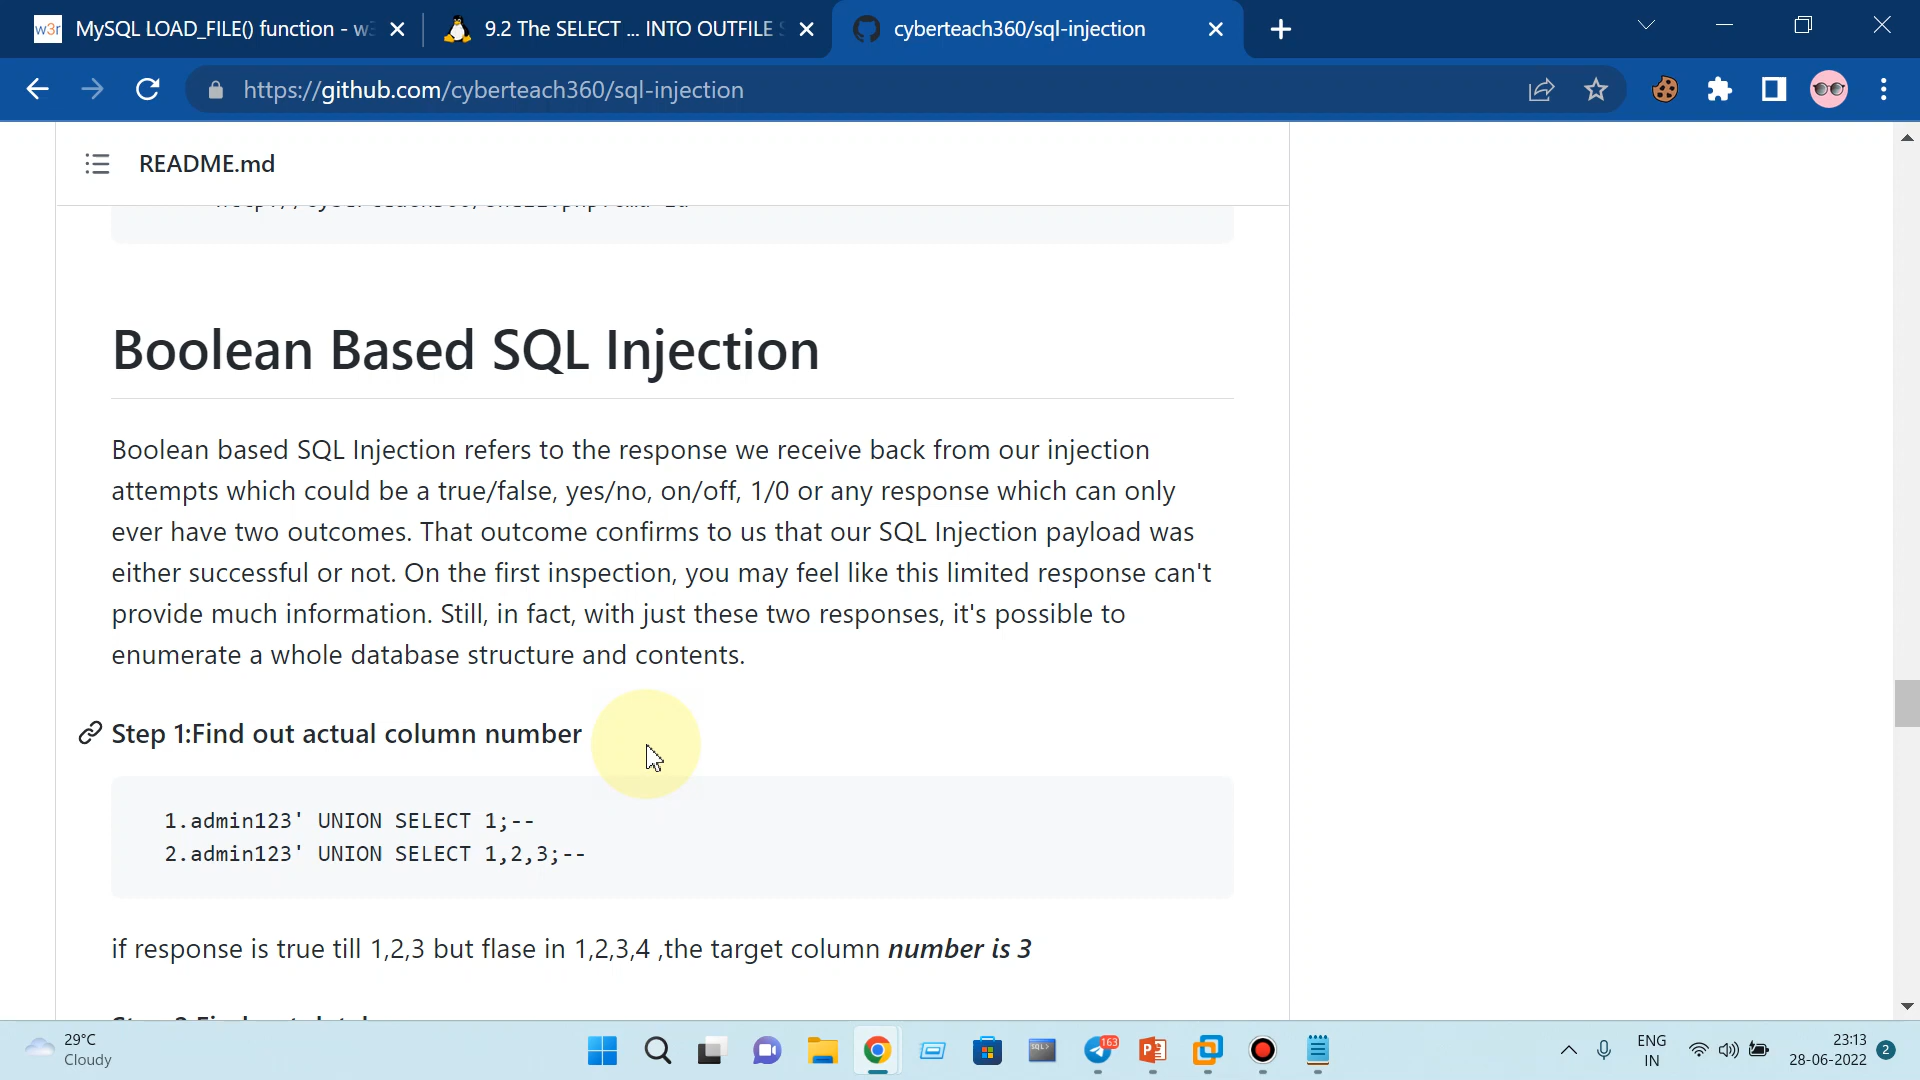 MySQL LOAD_FILE() function - w3
9.2 The SELECT ... INTO OUTFILE S
cyberteach360/sql-injection
https://github.com/cyberteach360/sql-injection
README.md
Boolean Based SQL Injection
Boolean based SQL Injection refers to the response we receive back from our injection
attempts which could be a true/false, yes/no, on/off, 1/0 or any response which can only
ever have two outcomes. That outcome confirms to us that our SQL Injection payload was
either successful or not. On the first inspection, you may feel like this limited response can't
provide much information. Still, in fact, with just these two responses, it's possible to
enumerate a whole database structure and contents.
Step 1:Find out actual column number
1.admin123' UNION SELECT 1;--
2.admin123' UNION SELECT 1,2,3;--
if response is true till 1,2,3 but flase in 1,2,3,4 ,the target column number is 3
29°C
Cloudy
163
ENG
IN
23:13
28-06-2022
2